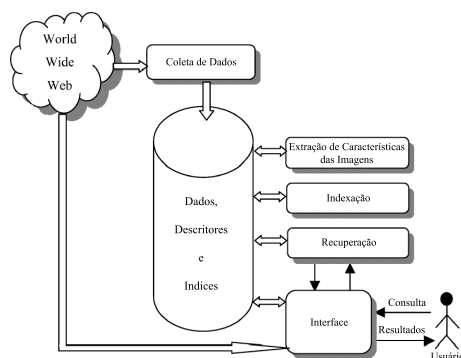 World
Wide
Web
Coleta de Dados
Extração de Características
das Imagens
Dados,
Descritores
e
Indices
Indexação
Recuperação
Interface
Consulta
Resultados
Usuário